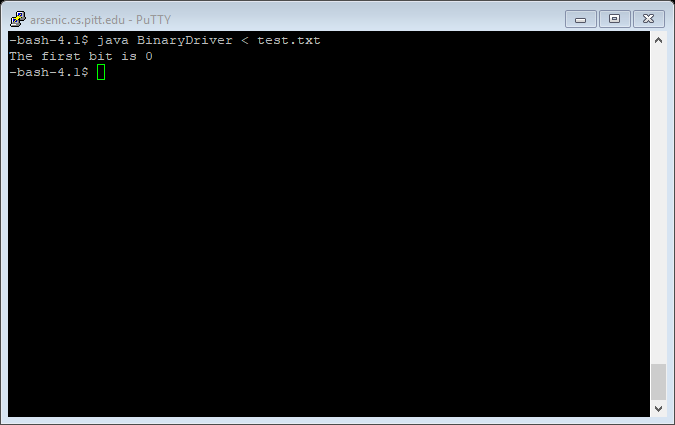 arsenic.cs.pitt.edu - PuTTY
-bash-4.1$ java BinaryDriver < test.txt
The first bit is 0
-bash-4.1$